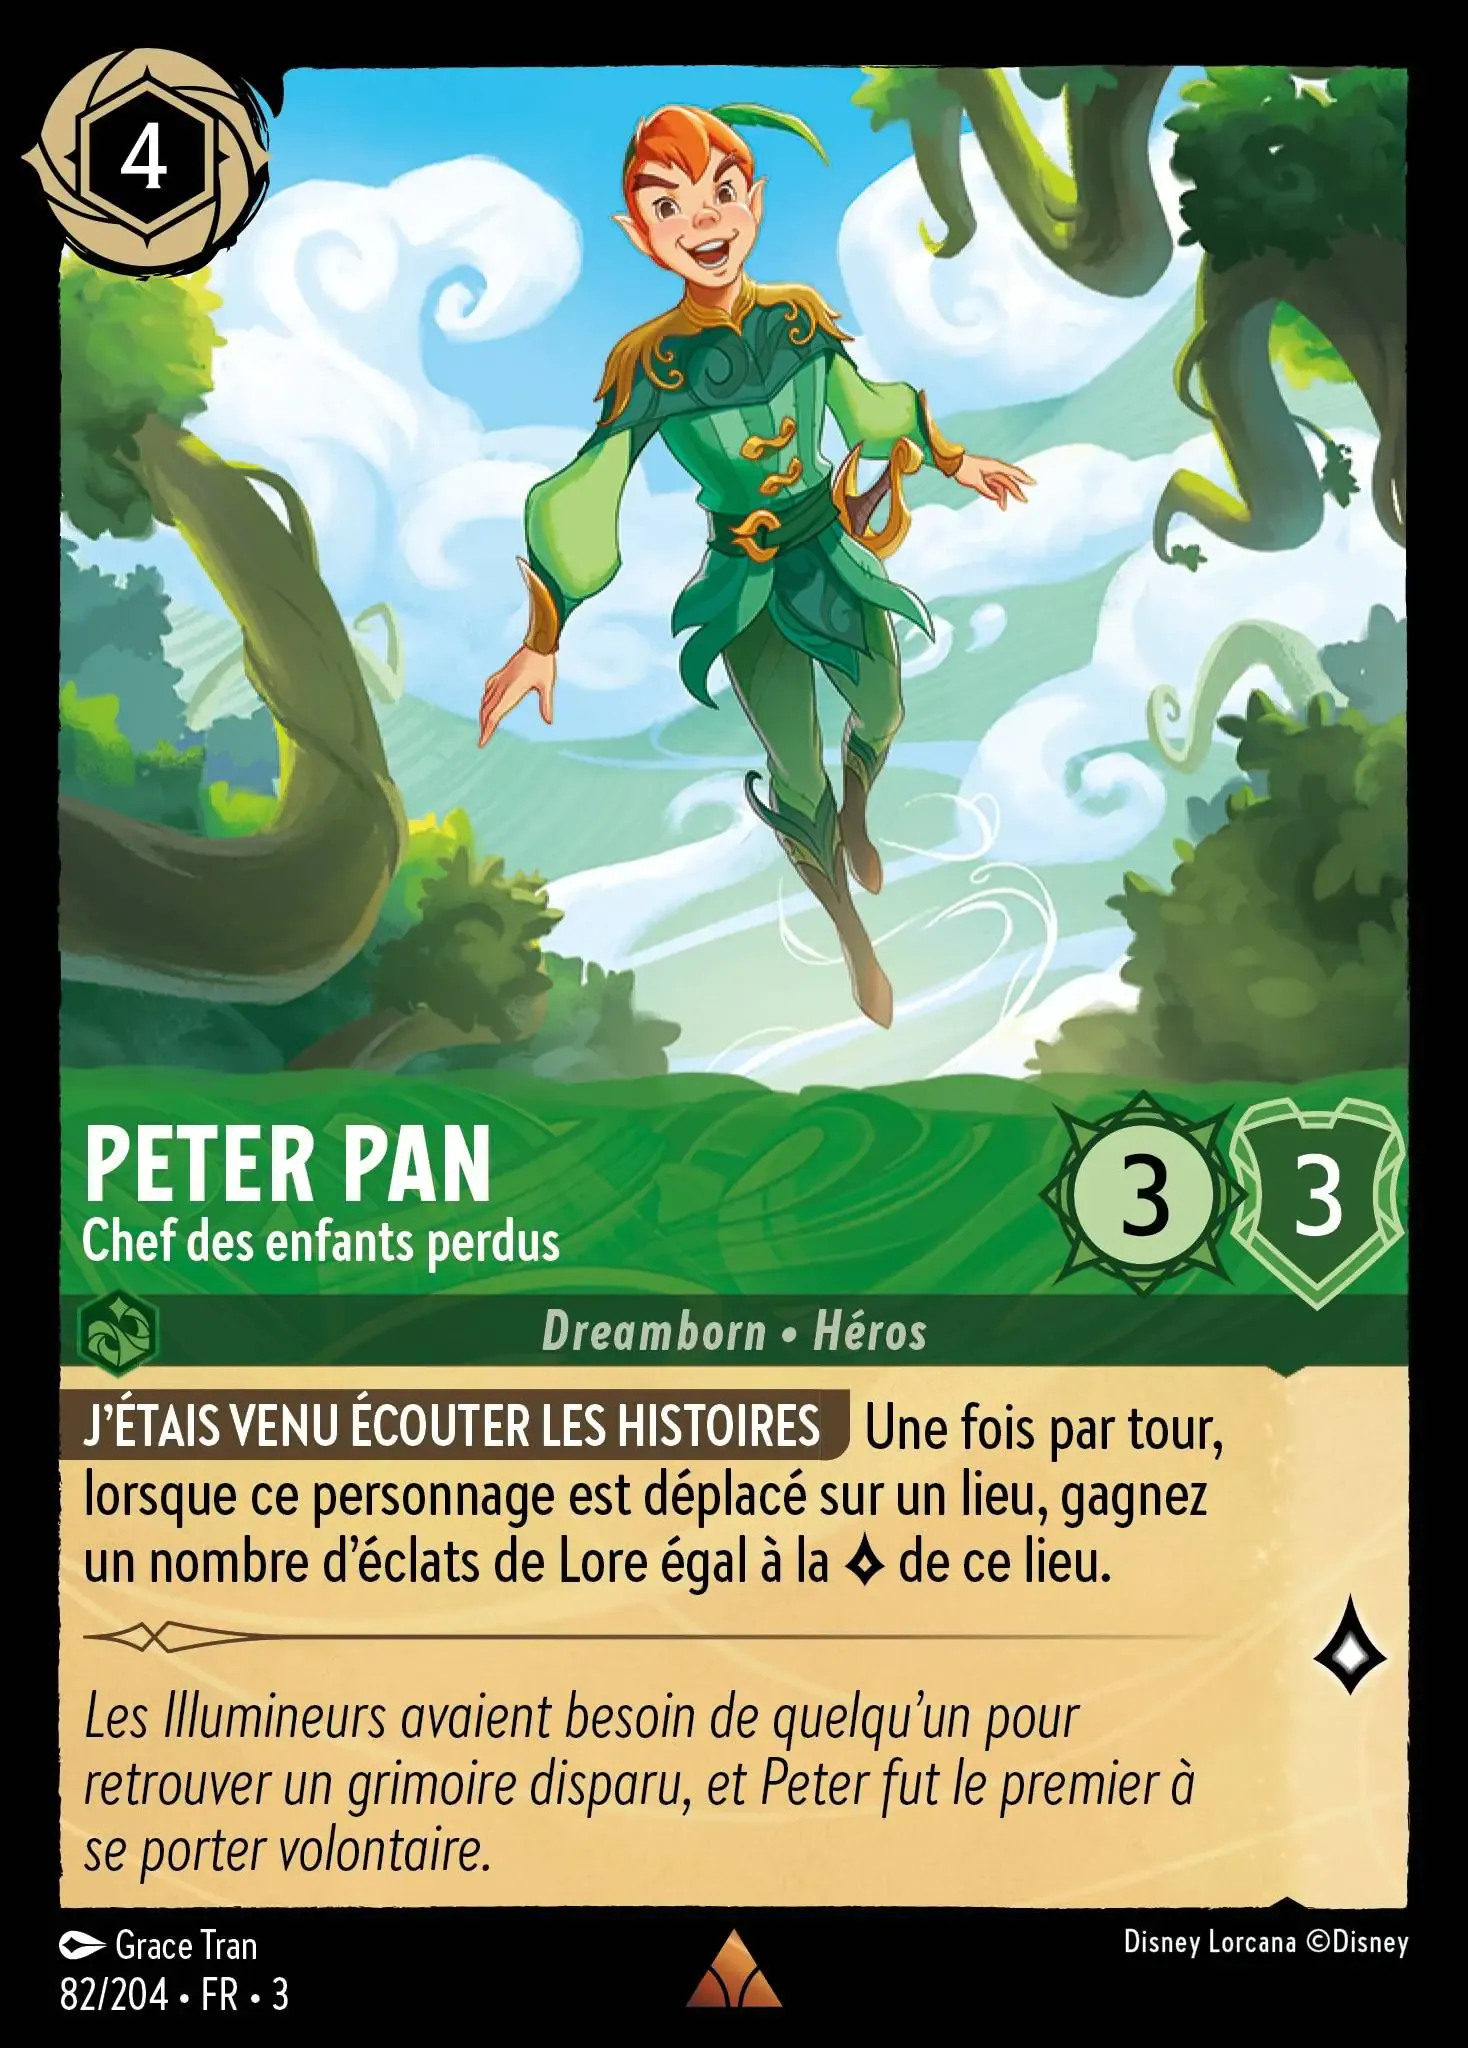 4
PETER PAN
Chef des enfants perdus
3
3
Dreamborn • Héros
J’ÉTAIS VENU ÉCOUTER LES HISTOIRES Une fois par tour,
lorsque ce personnage est déplacé sur un lieu, gagnez
un nombre d’éclats de Lore égal à la de ce lieu.
Les Illumineurs avaient besoin de quelqu’un pour
retrouver un grimoire disparu, et Peter fut le premier à
se porter volontaire.
Grace Tran
Disney Lorcana ©Disney
82/204 • FR • 3